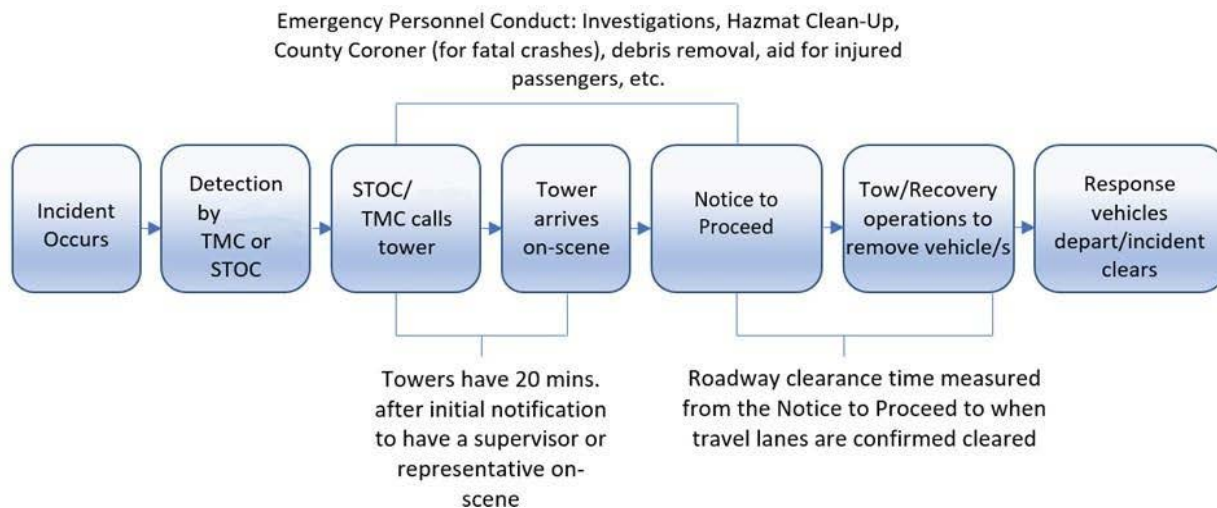 Emergency Personnel Conduct: Investigations, Hazmat Clean-Up,
County Coroner (for fatal crashes), debris removal, aid for injured
passengers, etc.
Incident
Occurs
Detection
by
TMC or
STOC
STOC/
TMC calls
tower
Tower
arrives
on-scene
Notice to
Proceed
Tow/Recovery
operations to
remove vehicle/s
Response
vehicles
depart/incident
clears
Towers have 20 mins.
after initial notification
to have a supervisor or
representative on-
scene
Roadway clearance time measured
from the Notice to Proceed to when
travel lanes are confirmed cleared